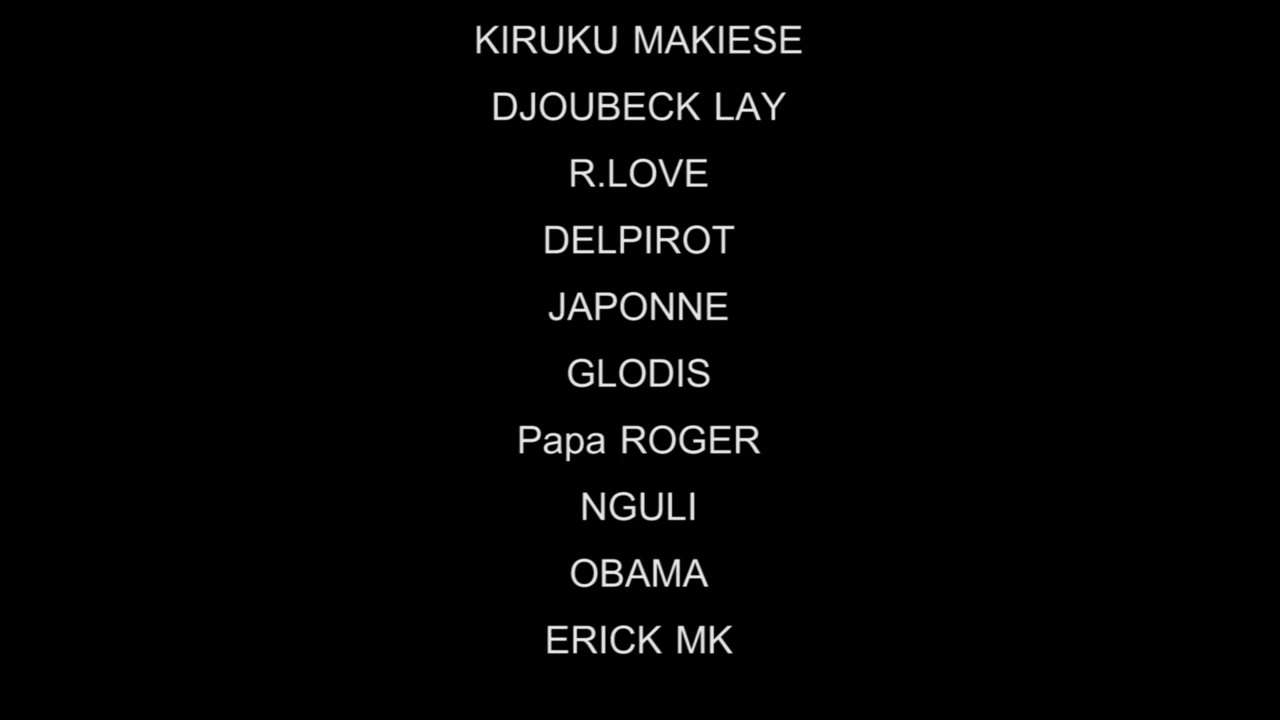 KIRUKU MAKIESE
DJOUBECK LAY
R.LOVE
DELPIROT
JAPONNE
GLODIS
Papa ROGER
NGULI
OBAMA
ERICK MK